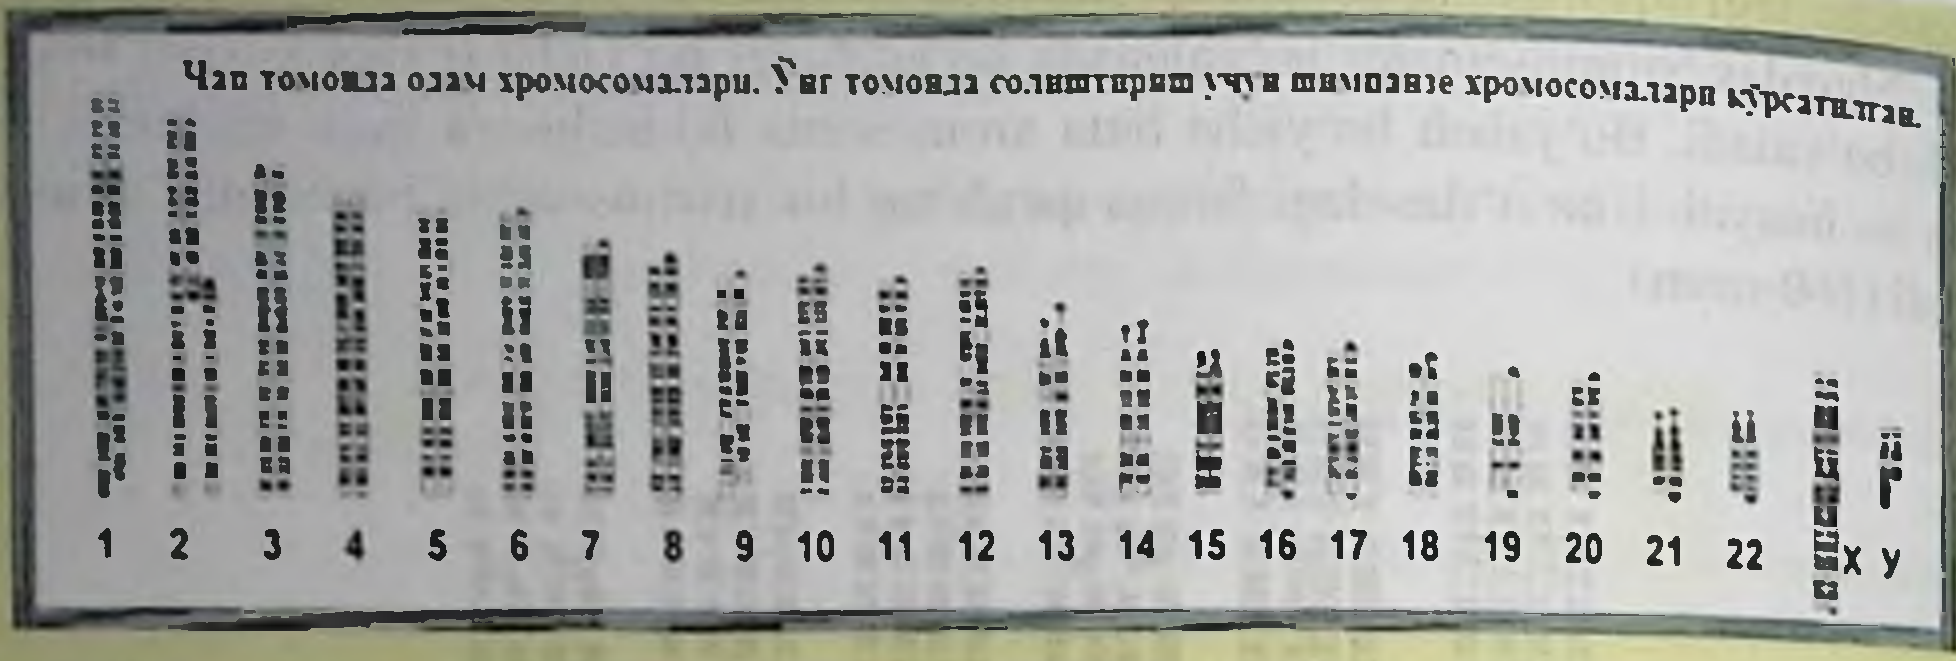 Чап томонда одам хромосомалари. Ўнг томонда солиштириш учун шимпанзе хромосомалари кўрсатилган.
1 2 3 4 5 6 7 8 9 10 11 12 13 14 15 16 17 18 19 20 21 22 X У